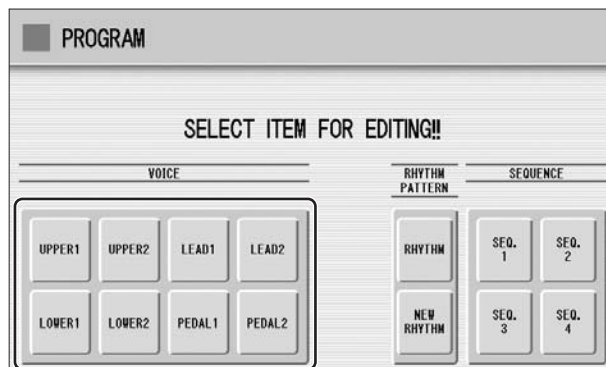 PROGRAM
SELECT ITEM FOR EDITING!!
VOICE
RHYTHM
PATTERN
SEQUENCE
UPPER1 UPPER2 LEAD1 LEAD2
RHYTHM
SEQ.
1
SEQ.
2
LOWER1 LOWER2 PEDAL1 PEDAL2
NEW
RHYTHM
SEQ.
3
SEQ.
4